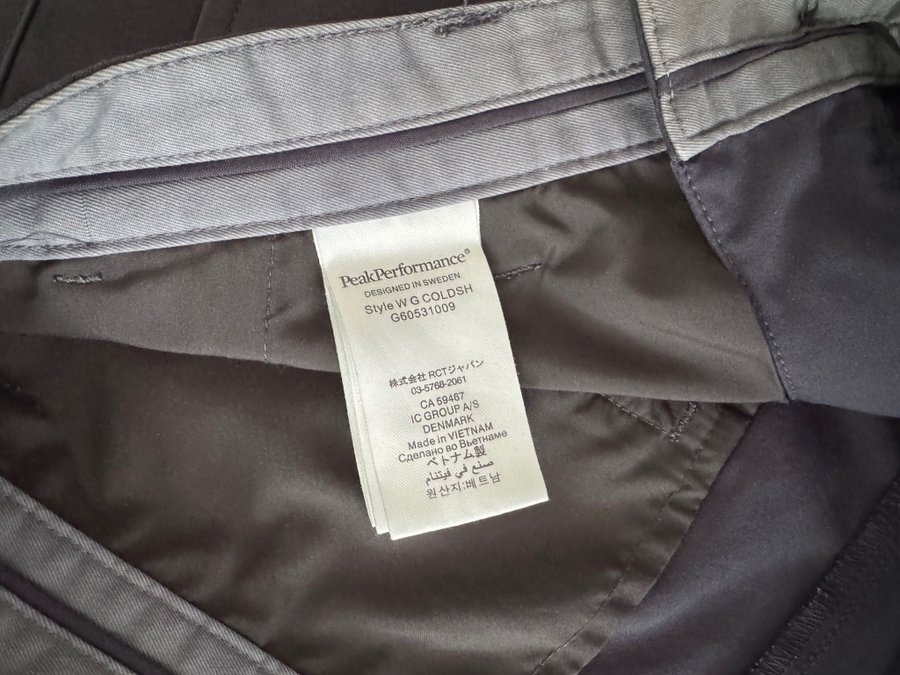 PeakPerformance®
DESIGNED IN SWEDEN
Style W G COLDSH
G60531009
株式会社 RCTジャパン
03-5768-2061
CA 59467
IC GROUP A/S
DENMARK
Made in VIETNAM
Сделано во Вьетнаме
ベトナム製
صنع في فيتنام
원산지:베트남